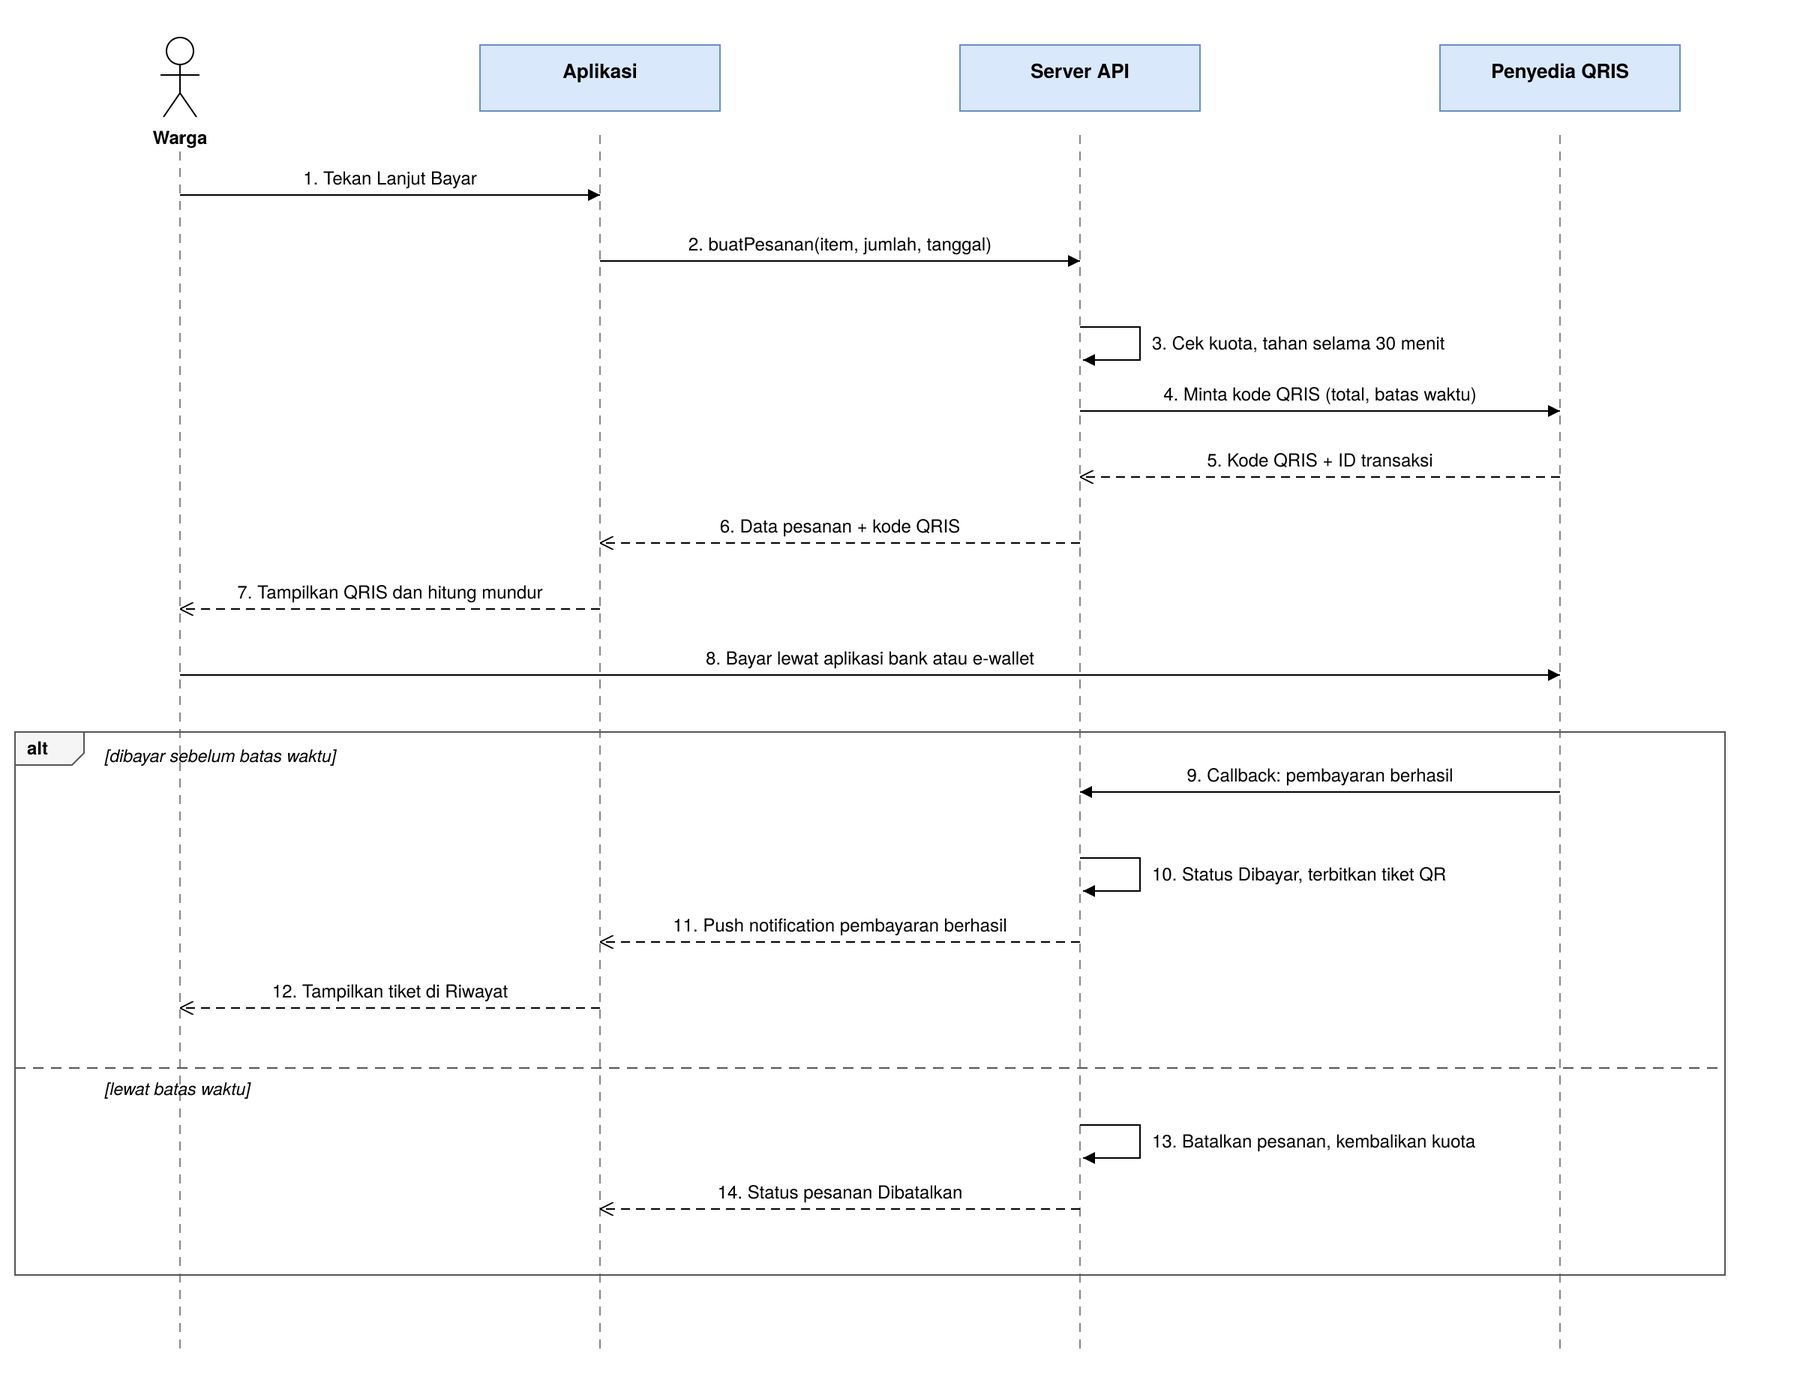 Aplikasi
Server API
Penyedia QRIS
Warga
1. Tekan Lanjut Bayar
2. buatPesanan(item, jumlah, tanggal)
3. Cek kuota, tahan selama 30 menit
4. Minta kode QRIS (total, batas waktu)
5. Kode QRIS + ID transaksi
6. Data pesanan + kode QRIS
7. Tampilkan QRIS dan hitung mundur
8. Bayar lewat aplikasi bank atau e-wallet
alt
[dibayar sebelum batas waktu]
9. Callback: pembayaran berhasil
10. Status Dibayar, terbitkan tiket QR
11. Push notification pembayaran berhasil
12. Tampilkan tiket di Riwayat
[lewat batas waktu]
13. Batalkan pesanan, kembalikan kuota
14. Status pesanan Dibatalkan